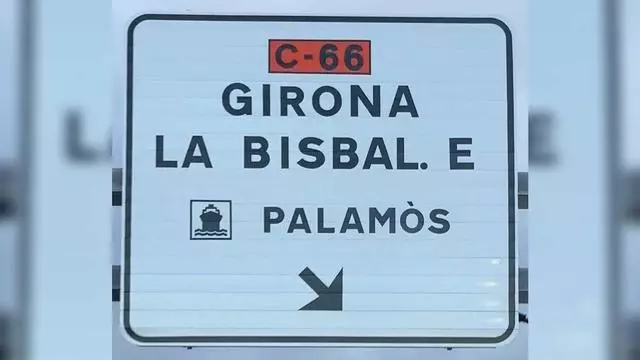 C-66
GIRONA
LA BISBAL. E
PALAMÒS